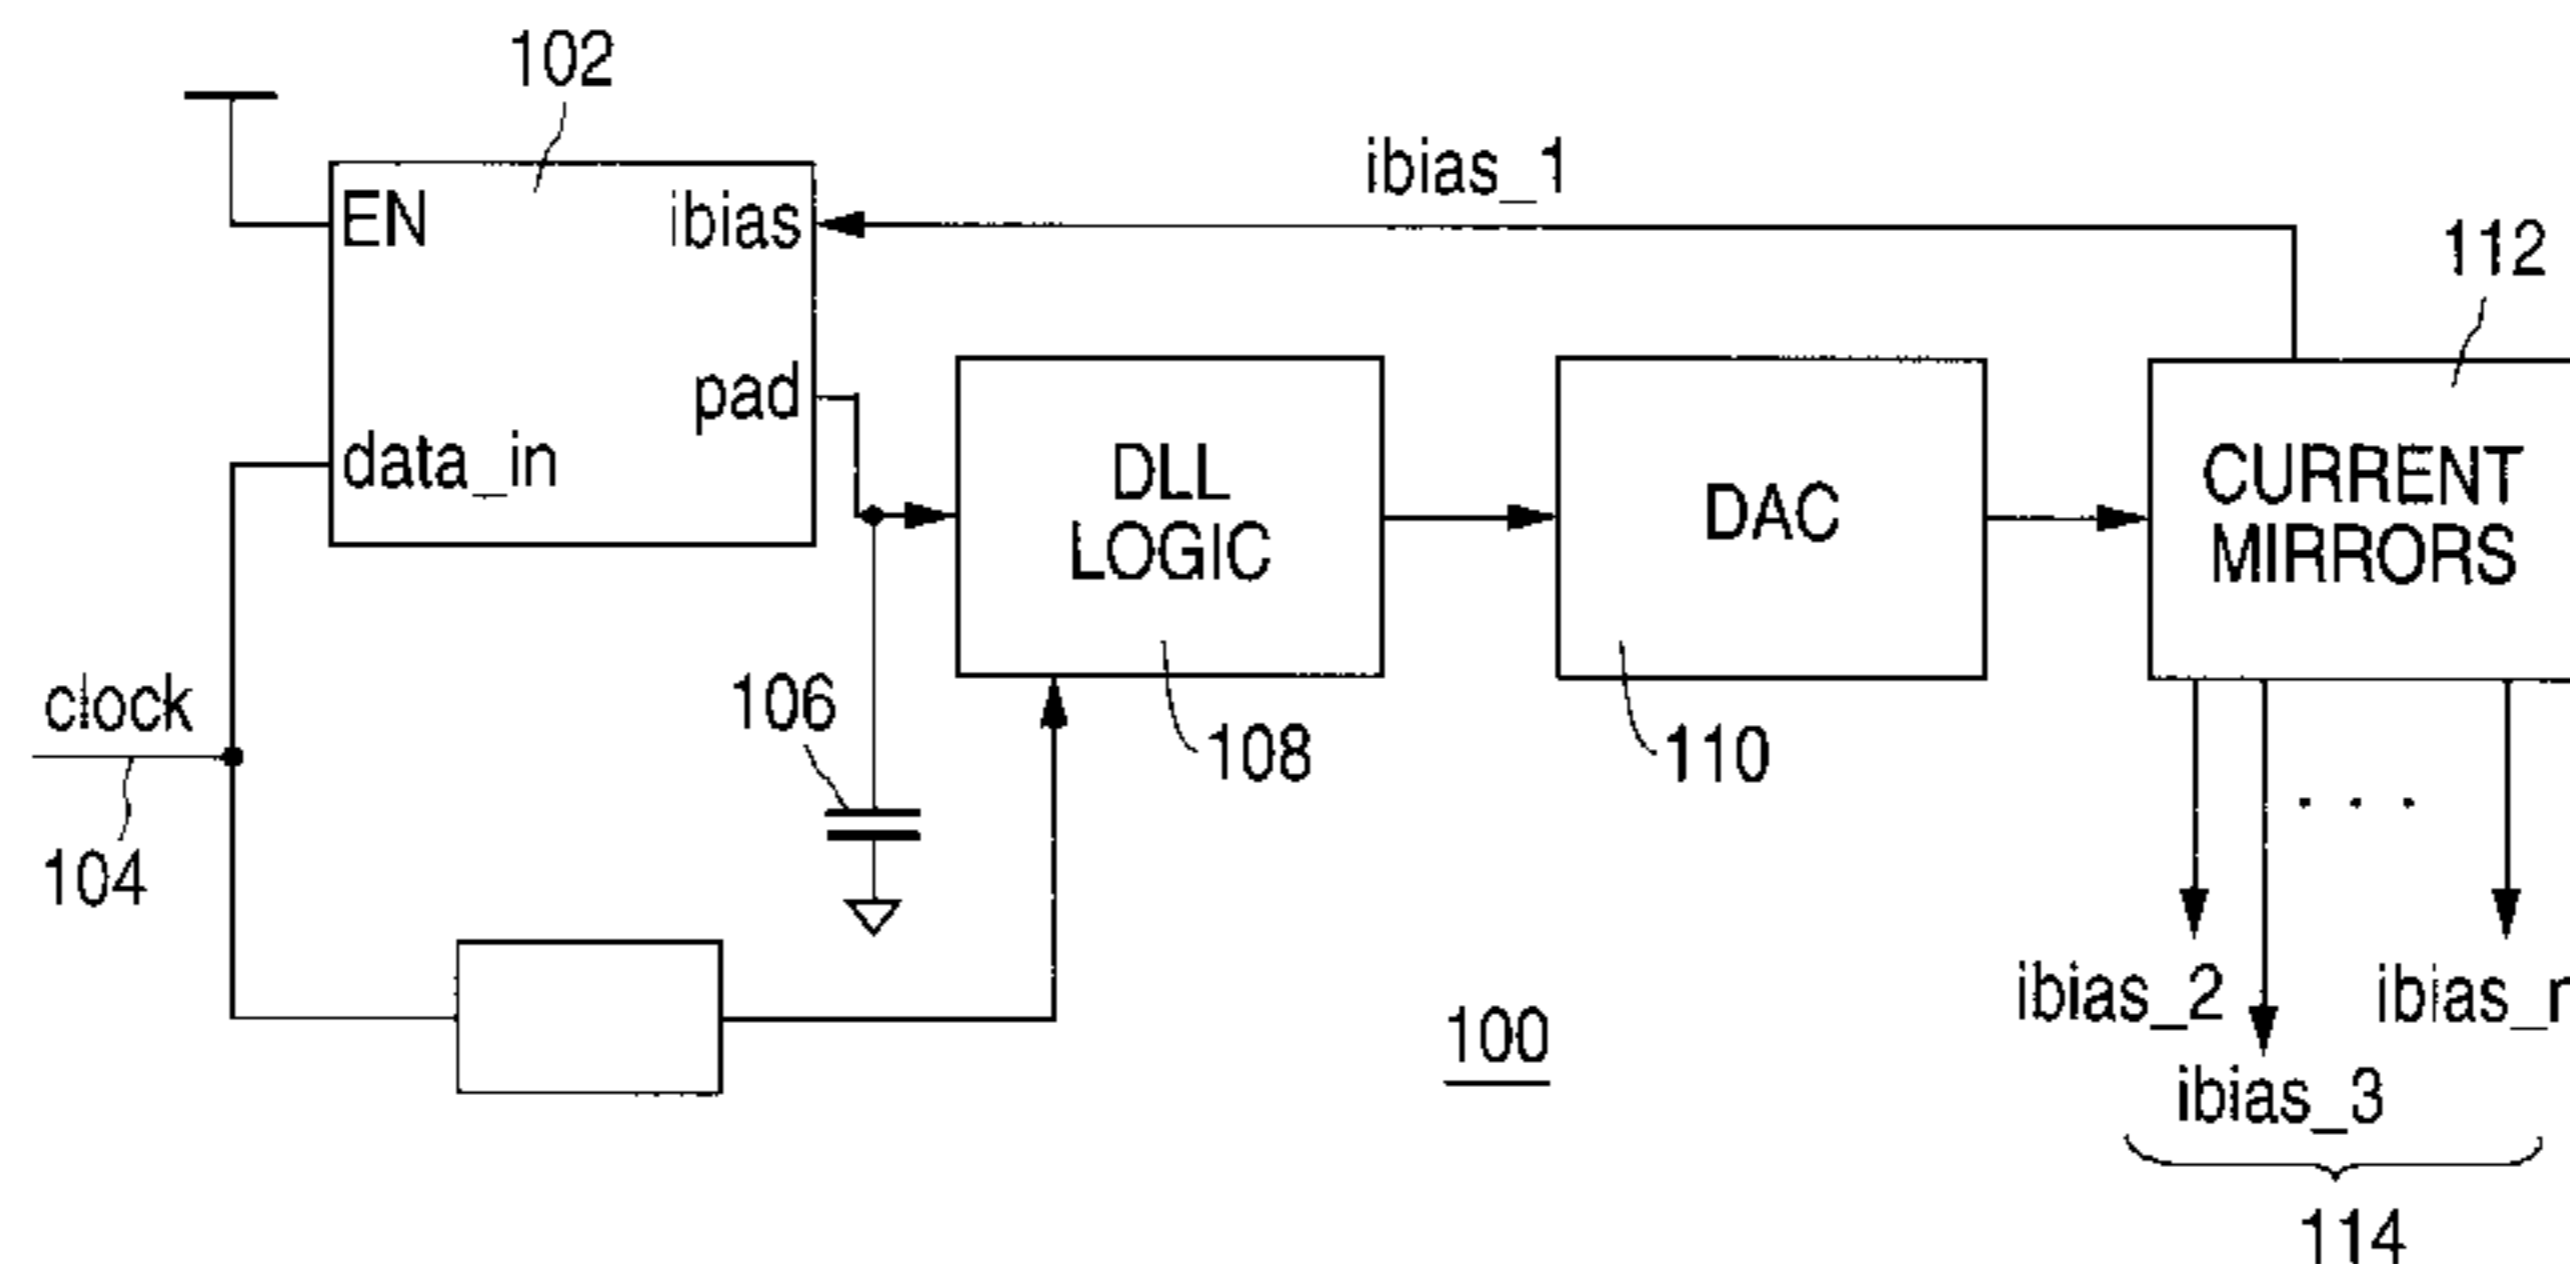 102
EN
ibias
ibias_1
112
pad
data_in
DLL
LOGIC
DAC
CURRENT
MIRRORS
clock
106
108
110
104
ibias_2
100
ibias_3
114